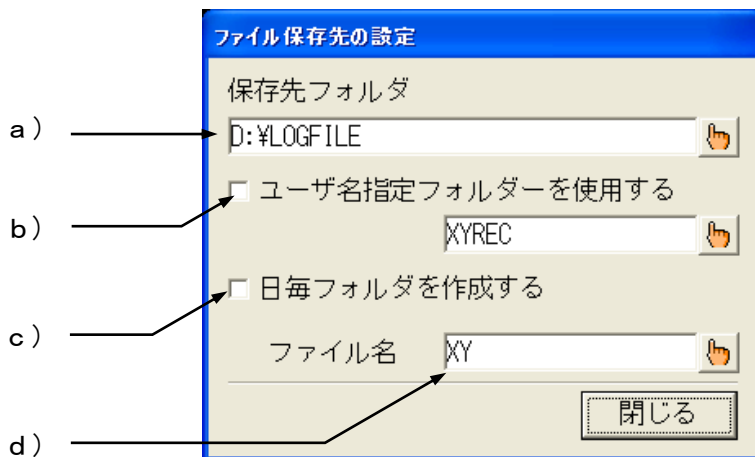 ファイル保存先の設定
保存先フォルダ
a）
D:¥LOGFILE
ユーザ名指定フォルダーを使用する
b）
XYREC
日毎フォルダを作成する
c）
ファイル名 XY
閉じる
d）